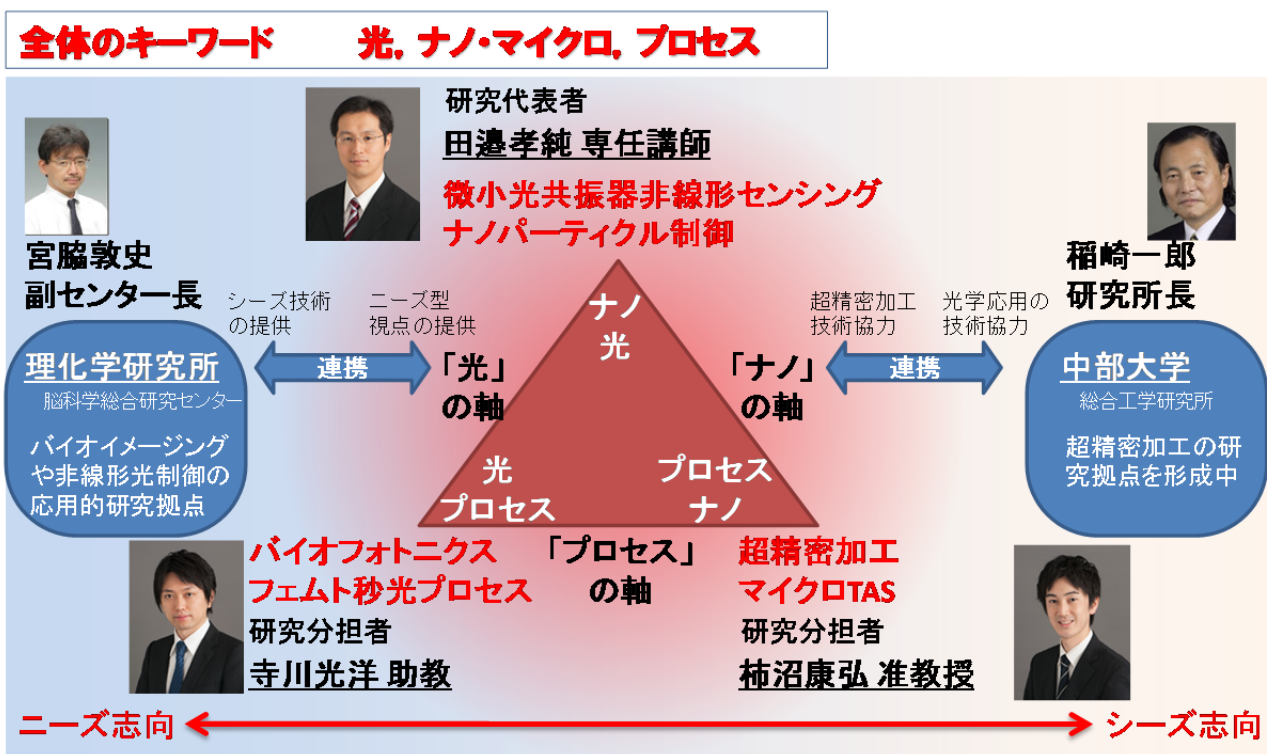 全体のキーワード　光, ナノ・マイクロ, プロセス
研究代表者
田邉孝純 専任講師
微小光共振器非線形センシング
ナノパーティクル制御
宮脇敦史
副センター長
稲崎一郎
研究所長
シーズ技術
の提供
ニーズ型
視点の提供
超精密加工
技術協力
光学応用の
技術協力
理化学研究所
脳科学総合研究センター
バイオイメージング
や非線形光制御の
応用的研究拠点
連携
「光」
の軸
ナノ
光
光
プロセス
プロセス
ナノ
「ナノ」
の軸
連携
中部大学
総合工学研究所
超精密加工の研
究拠点を形成中
バイオフォトニクス
フェムト秒光プロセス
研究分担者
寺川光洋 助教
「プロセス」
の軸
超精密加工
マイクロTAS
研究分担者
柿沼康弘 准教授
ニーズ志向
シーズ志向